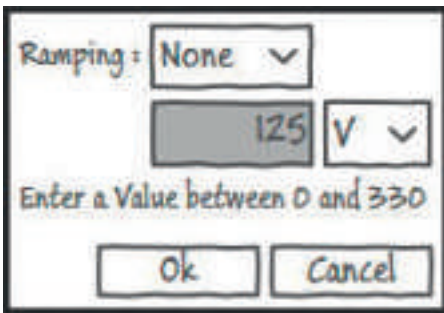 Ramping : None
125 V
Enter a Value between 0 and 330
Ok Cancel